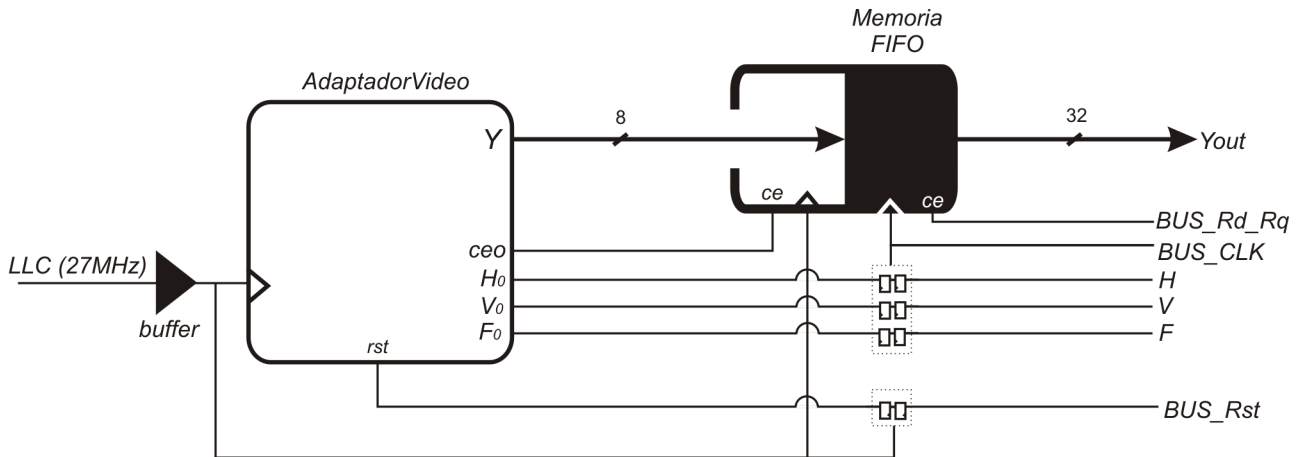 Memoria
FIFO
AdaptadorVideo
Y
8
32
Yout
ce
ce
BUS_Rd_Rq
ceo
BUS_CLK
LLC (27MHz)
H0
H
V0
V
buffer
F0
F
rst
BUS_Rst